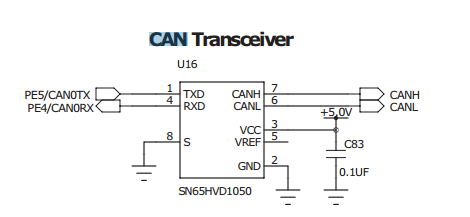 CAN Transceiver
U16
PE5/CAN0TX 1 TXD CANH 7 CANH
PE4/CAN0RX 4 RXD CANL 6 CANL
+5.0V
VCC 3
8 S VREF 5
C83
GND 2
0.1UF
SN65HVD1050